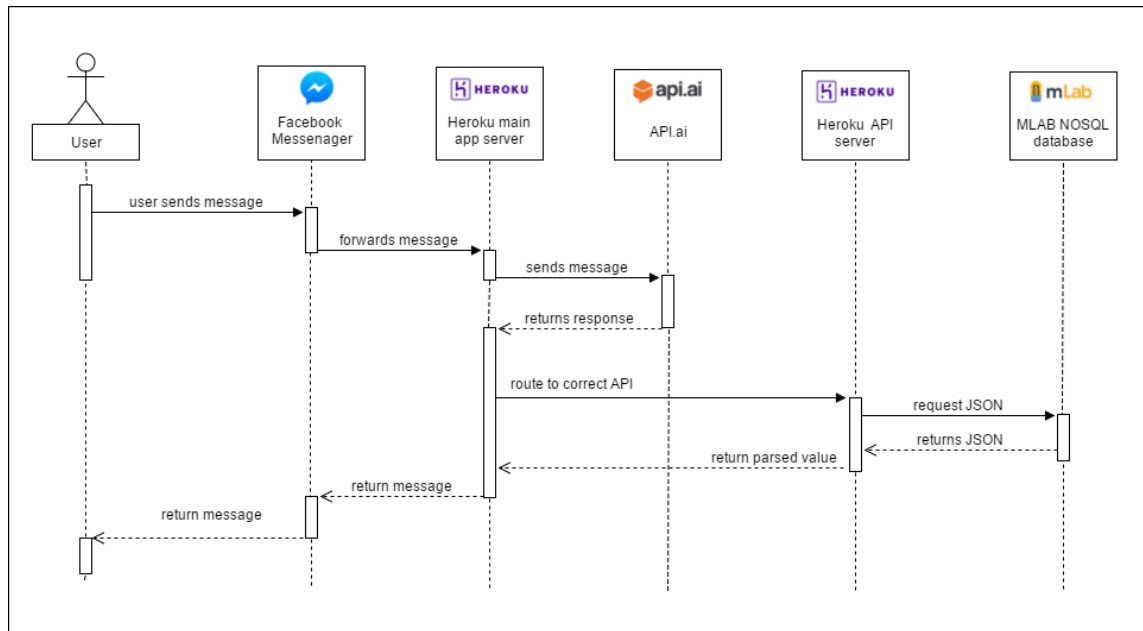 HEROKU
api.ai
HEROKU
mLab
User
Facebook
Messenager
Heroku main
app server
API.ai
Heroku API
server
MLAB NOSQL
database
user sends message
forwards message
sends message
returns response
route to correct API
request JSON
returns JSON
return parsed value
return message
return message